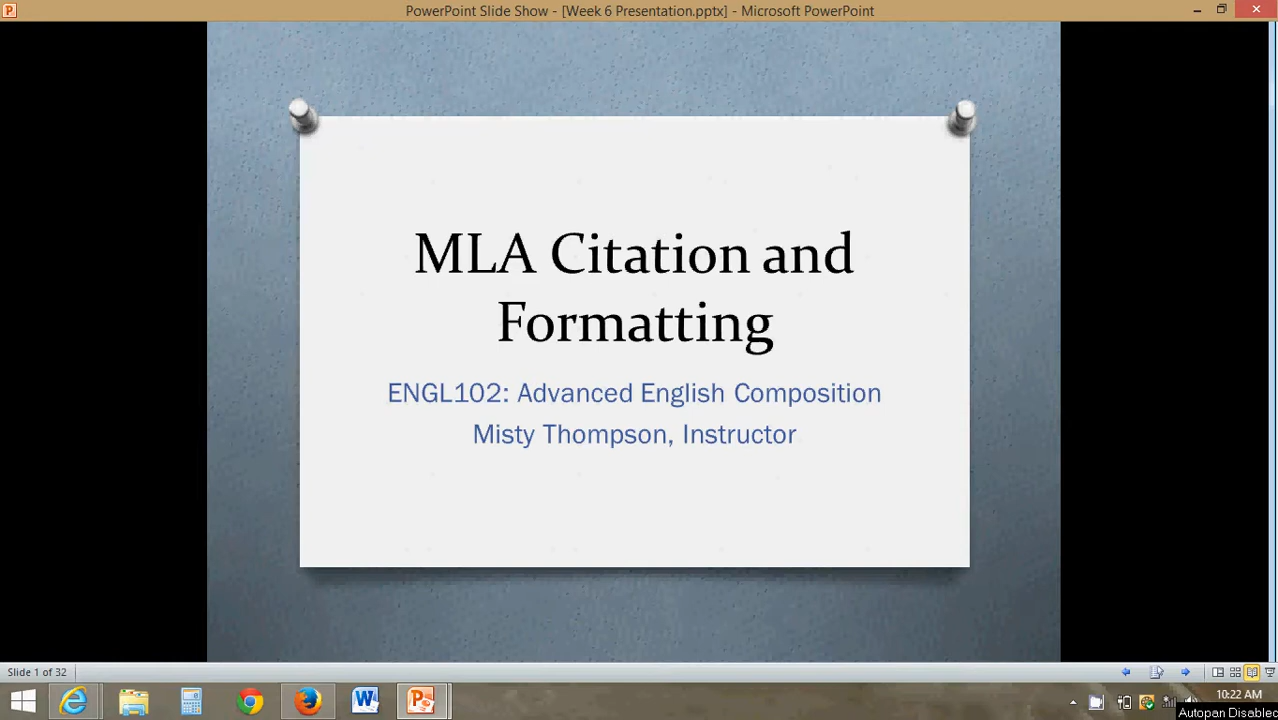 PowerPoint Slide Show - [Week 6 Presentation.pptx] - Microsoft PowerPoint
MLA Citation and
Formatting
ENGL102: Advanced English Composition
Misty Thompson, Instructor
Slide 1 of 32
10:22 AM
Autopan Disabled